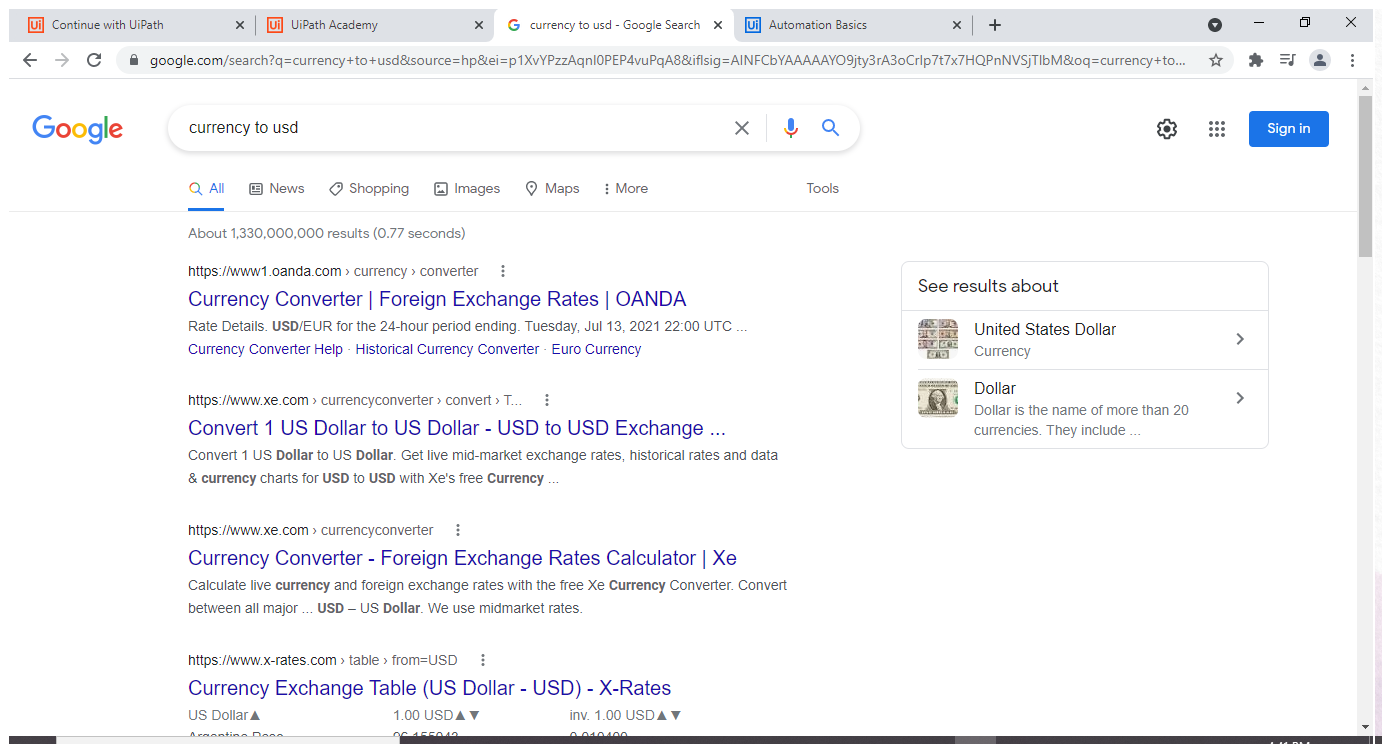 Continue with UiPath
UiPath Academy
currency to usd - Google Search
Automation Basics
google.com/search?q=currency+to+usd&source=hp&ei=p1XvYPzzAqnI0PEP4vuPqA8&iflsig=AINFCbYAAAAAYO9jty3rA3oCrIp7t7x7HQPnNVSjTIbM&oq=currency+to...
Google
currency to usd
Sign in
All News Shopping Images Maps More Tools
About 1,330,000,000 results (0.77 seconds)
https://www1.oanda.com › currency › converter
Currency Converter | Foreign Exchange Rates | OANDA
Rate Details. USD/EUR for the 24-hour period ending. Tuesday, Jul 13, 2021 22:00 UTC ...
Currency Converter Help · Historical Currency Converter · Euro Currency
https://www.xe.com › currencyconverter › convert › T...
Convert 1 US Dollar to US Dollar - USD to USD Exchange ...
Convert 1 US Dollar to US Dollar. Get live mid-market exchange rates, historical rates and data
& currency charts for USD to USD with Xe's free Currency ...
https://www.xe.com › currencyconverter
Currency Converter - Foreign Exchange Rates Calculator | Xe
Calculate live currency and foreign exchange rates with the free Xe Currency Converter. Convert
between all major ... USD – US Dollar. We use midmarket rates.
https://www.x-rates.com › table › from=USD
Currency Exchange Table (US Dollar - USD) - X-Rates
US Dollar▲ 1.00 USD▲▼ inv. 1.00 USD▲▼
See results about
United States Dollar
Currency
Dollar
Dollar is the name of more than 20
currencies. They include ...